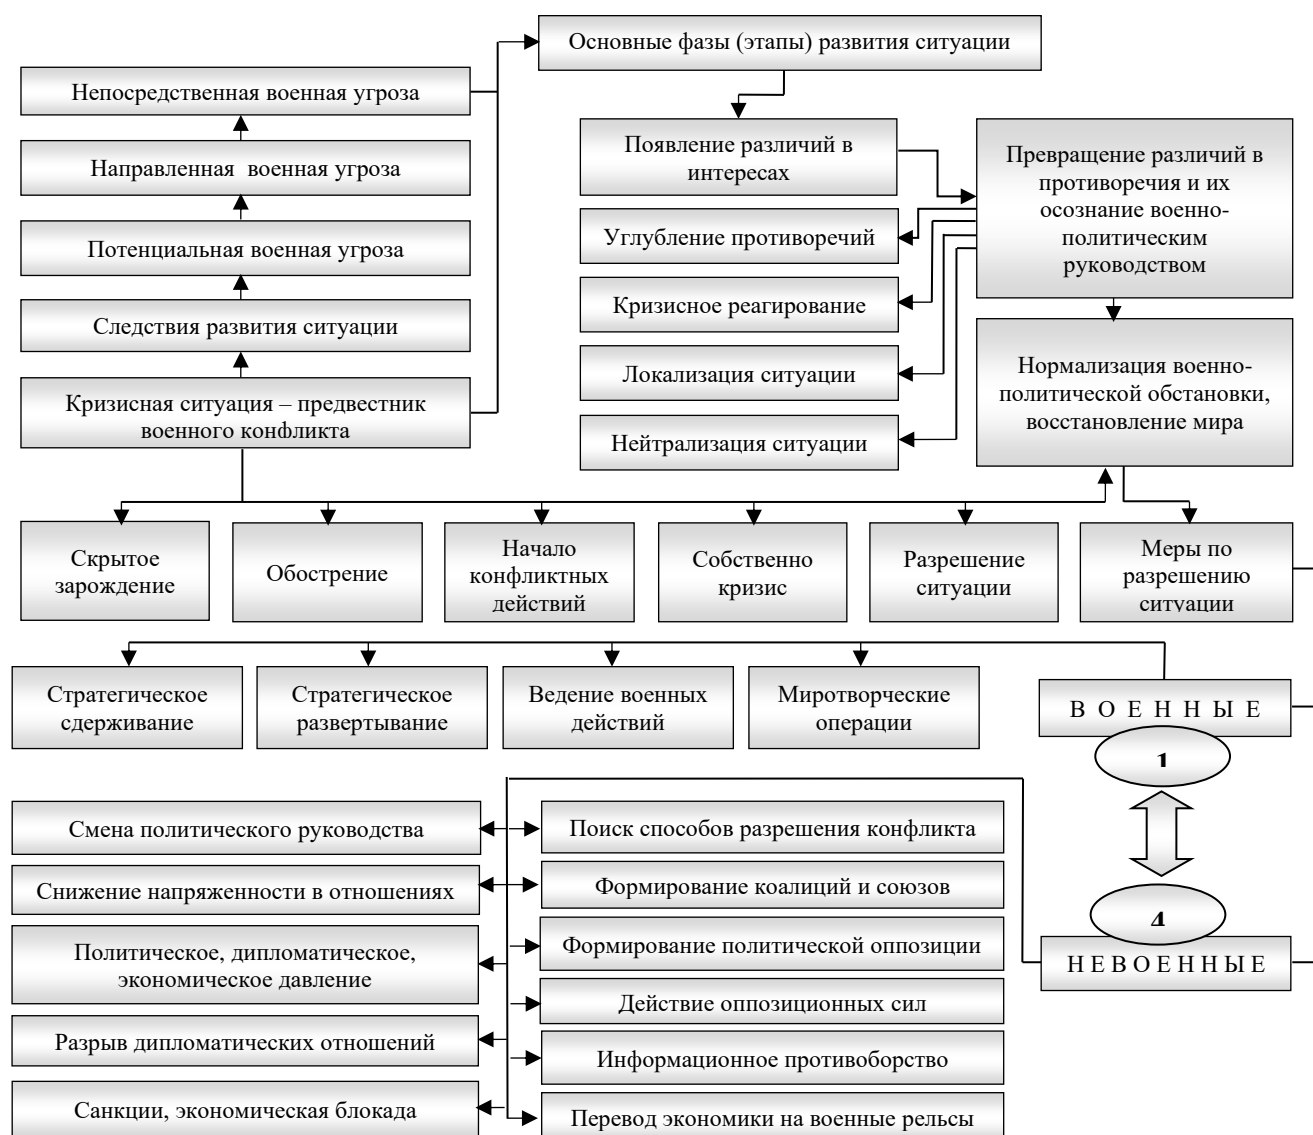 Основные фазы (этапы) развития ситуации
Непосредственная военная угроза
Направленная военная угроза
Потенциальная военная угроза
Следствия развития ситуации
Кризисная ситуация – предвестник
военного конфликта
Появление различий в
интересах
Углубление противоречий
Кризисное реагирование
Локализация ситуации
Нейтрализация ситуации
Превращение различий в
противоречия и их
осознание военно-
политическим
руководством
Нормализация военно-
политической обстановки,
восстановление мира
Скрытое
зарождение
Обострение
Начало
конфликтных
действий
Собственно
кризис
Разрешение
ситуации
Меры по
разрешению
ситуации
Стратегическое
сдерживание
Стратегическое
развертывание
Ведение военных
действий
Миротворческие
операции
В О Е Н Н Ы Е
1
4
Н Е В О Е Н Н Ы Е
Смена политического руководства
Снижение напряженности в отношениях
Политическое, дипломатическое,
экономическое давление
Разрыв дипломатических отношений
Санкции, экономическая блокада
Поиск способов разрешения конфликта
Формирование коалиций и союзов
Формирование политической оппозиции
Действие оппозиционных сил
Информационное противоборство
Перевод экономики на военные рельсы